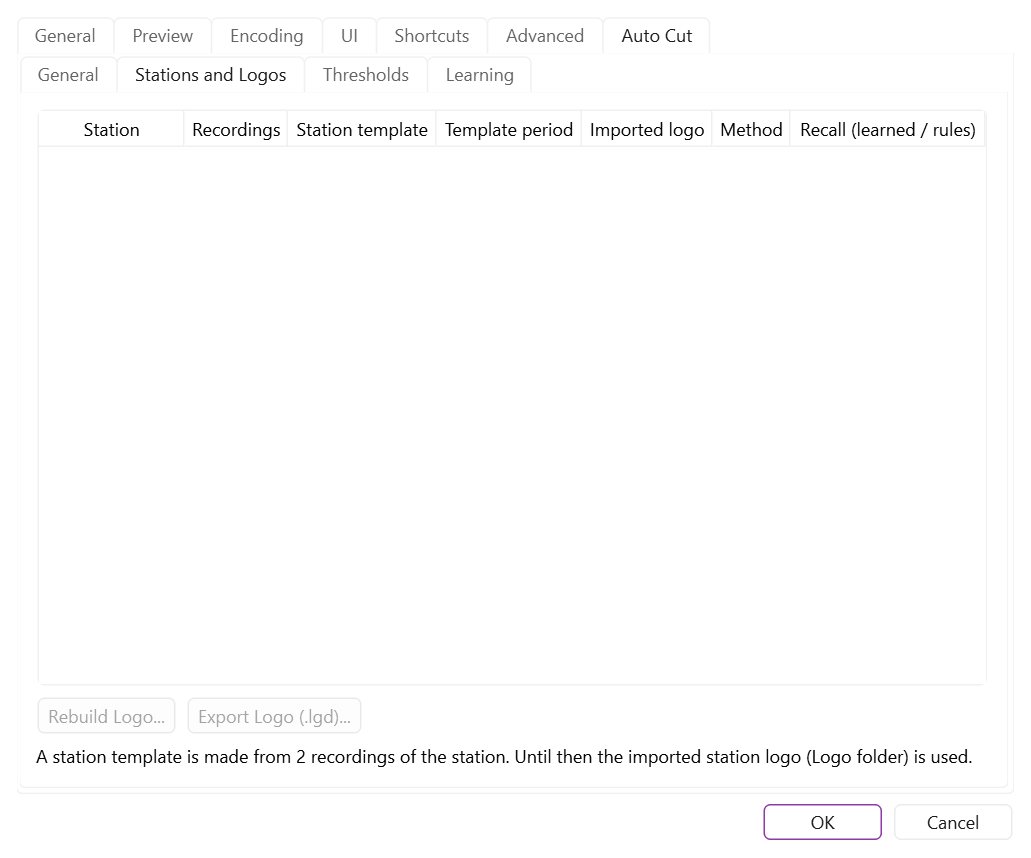 General Preview Encoding UI Shortcuts Advanced Auto Cut
General Stations and Logos Thresholds Learning
Station Recordings Station template Template period Imported logo Method Recall (learned / rules)
Rebuild Logo... Export Logo (.lgd)...
A station template is made from 2 recordings of the station. Until then the imported station logo (Logo folder) is used.
OK Cancel